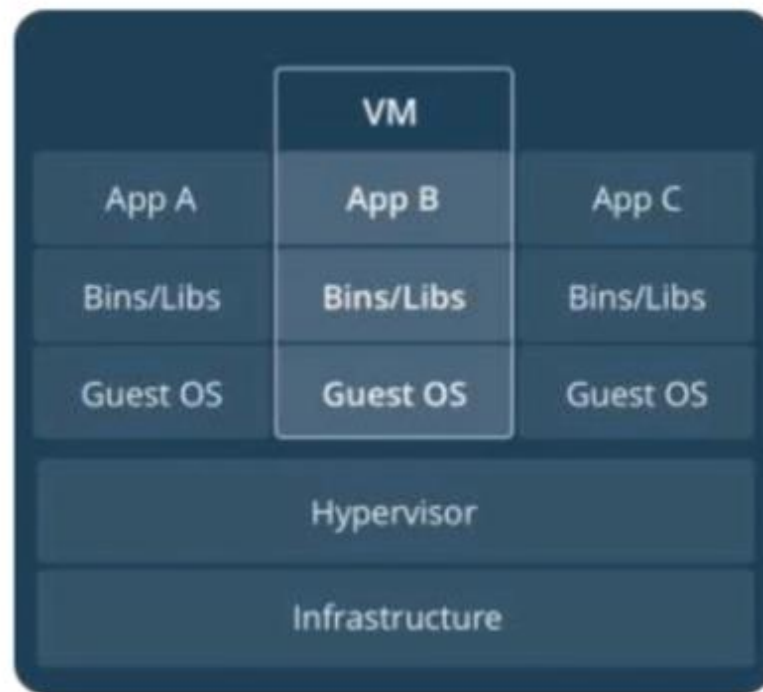 VM
App A App B App C
Bins/Libs Bins/Libs Bins/Libs
Guest OS Guest OS Guest OS
Hypervisor
Infrastructure